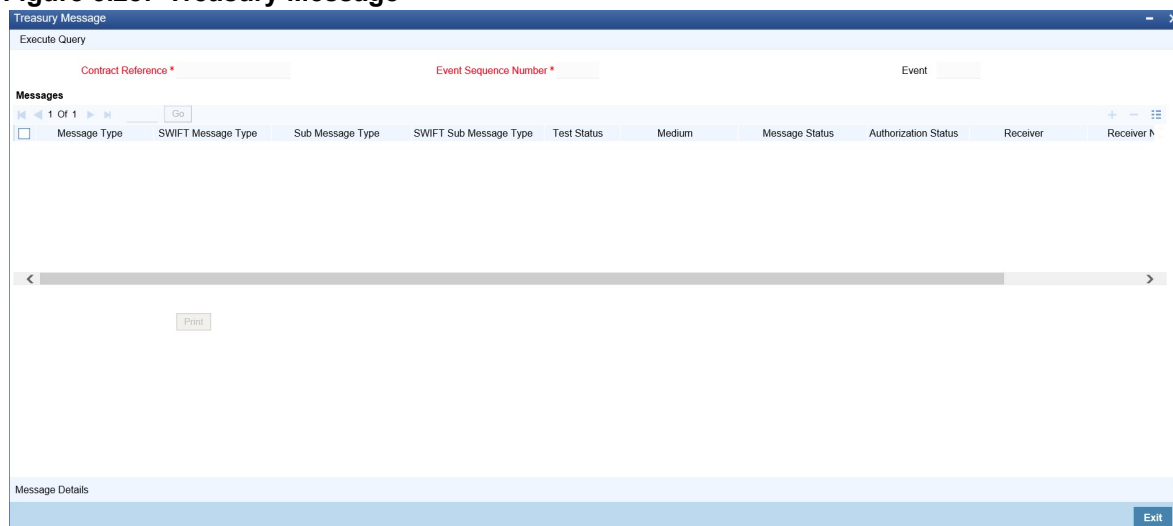 Treasury Message
Execute Query
Contract Reference * Event Sequence Number * Event
Messages
1 Of 1 Go
Message Type SWIFT Message Type Sub Message Type SWIFT Sub Message Type Test Status Medium Message Status Authorization Status Receiver Receiver N
Print
Message Details
Exit